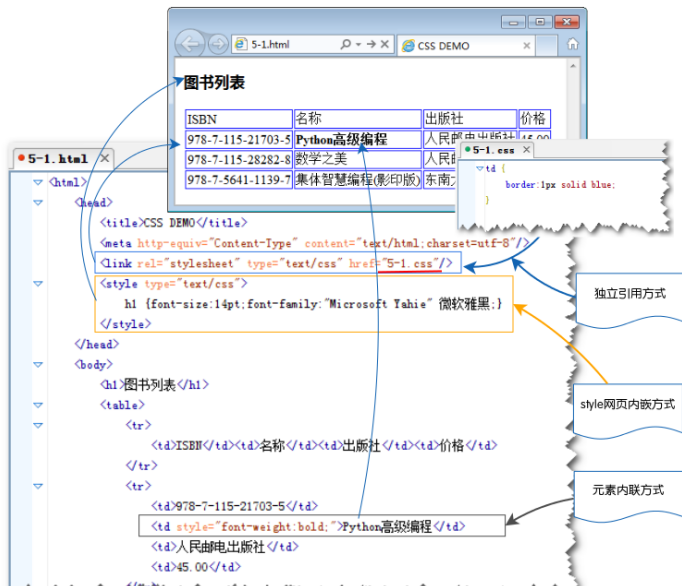 5-1.html
CSS DEMO
图书列表
ISBN 名称 出版社 价格
978-7-115-21703-5 Python高级编程 人民邮电出版社 45.00
978-7-115-28282-8 数学之美 人民
978-7-5641-1139-7 集体智慧编程(影印版) 东南
5-1.css
td {
border:1px solid blue;
}
5-1.html
<html>
<head>
<title>CSS DEMO</title>
<meta http-equiv="Content-Type" content="text/html;charset=utf-8"/>
<link rel="stylesheet" type="text/css" href="5-1.css"/>
<style type="text/css">
h1 {font-size:14pt;font-family:"Microsoft Yahie" 微软雅黑;}
</style>
</head>
<body>
<h1>图书列表</h1>
<table>
<tr>
<td>ISBN</td><td>名称</td><td>出版社</td><td>价格</td>
</tr>
<tr>
<td>978-7-115-21703-5</td>
<td style="font-weight:bold;">Python高级编程</td>
<td>人民邮电出版社</td>
<td>45.00</td>
独立引用方式
style网页内嵌方式
元素内联方式